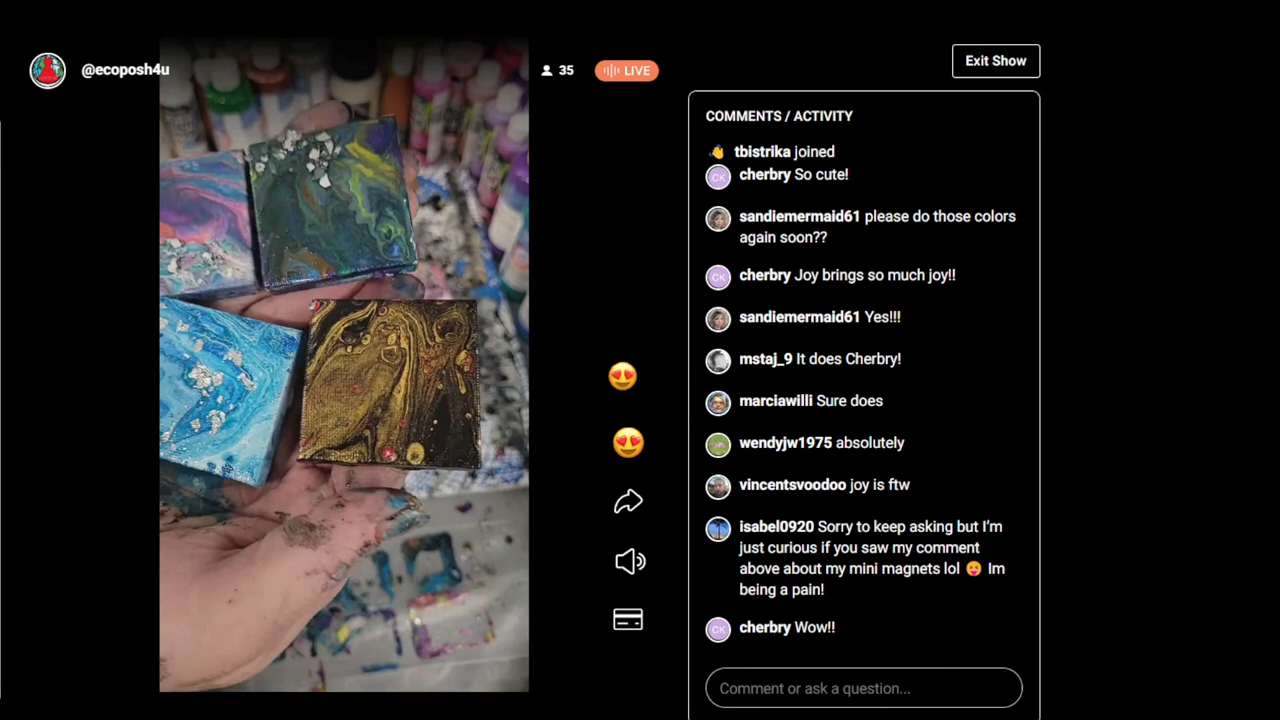 @ecoposh4u
35
LIVE
Exit Show
COMMENTS / ACTIVITY
tbistrika joined
CK
cherbry So cute!
sandiemermaid61 please do those colors
again soon??
CK
cherbry Joy brings so much joy!!
sandiemermaid61 Yes!!!
mstaj_9 It does Cherbry!
marciawilli Sure does
wendyjw1975 absolutely
vincentsvoodoo joy is ftw
isabel0920 Sorry to keep asking but I'm
just curious if you saw my comment
above about my mini magnets lol 😝 Im
being a pain!
CK
cherbry Wow!!
Comment or ask a question...